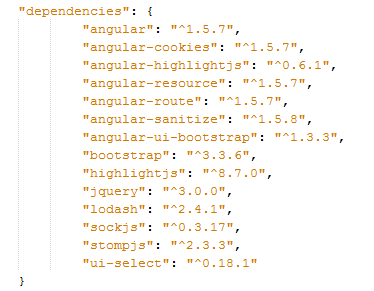 "dependencies": {
"angular": "^1.5.7",
"angular-cookies": "^1.5.7",
"angular-highlightjs": "^0.6.1",
"angular-resource": "^1.5.7",
"angular-route": "^1.5.7",
"angular-sanitize": "^1.5.8",
"angular-ui-bootstrap": "^1.3.3",
"bootstrap": "^3.3.6",
"highlightjs": "^8.7.0",
"jquery": "^3.0.0",
"lodash": "^2.4.1",
"sockjs": "^0.3.17",
"stompjs": "^2.3.3",
"ui-select": "^0.18.1"
}